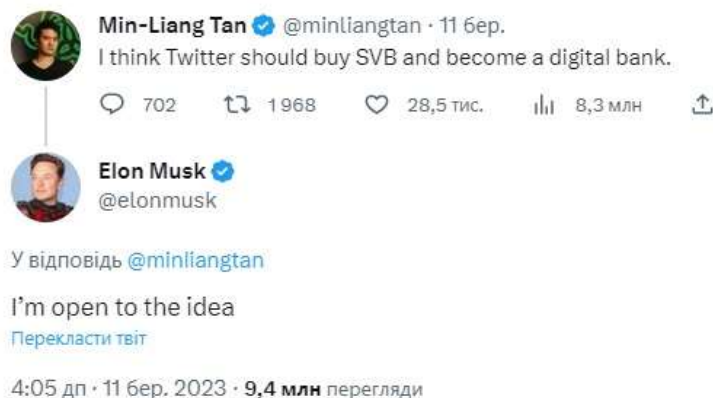 Min-Liang Tan @minliangtan · 11 бер.
I think Twitter should buy SVB and become a digital bank.
702 1 968 28,5 тис. 8,3 млн
Elon Musk
@elonmusk
У відповідь @minliangtan
I'm open to the idea
Перекласти твіт
4:05 дп · 11 бер. 2023 · 9,4 млн перегляди